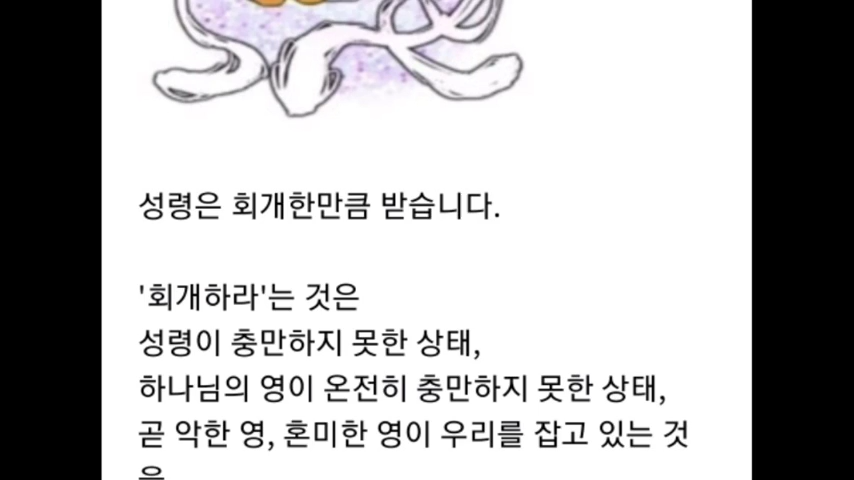 성령은 회개한만큼 받습니다.
'회개하라'는 것은
성령이 충만하지 못한 상태,
하나님의 영이 온전히 충만하지 못한 상태,
곧 악한 영, 혼미한 영이 우리를 잡고 있는 것